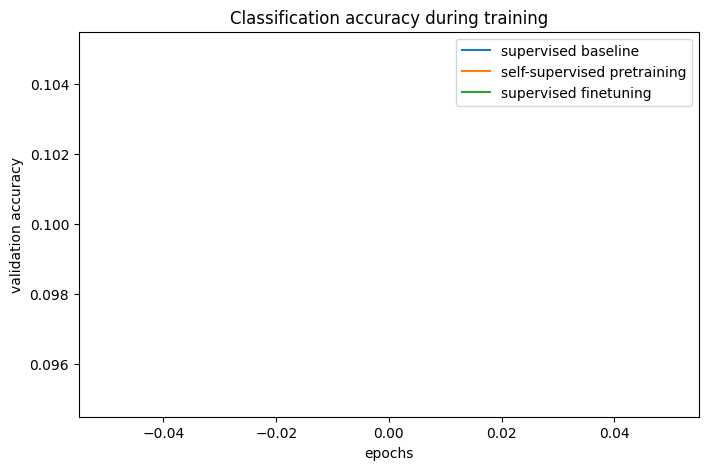 Classification accuracy during training
supervised baseline
self-supervised pretraining
supervised finetuning
validation accuracy
0.104
0.102
0.100
0.098
0.096
−0.04
−0.02
0.00
0.02
0.04
epochs